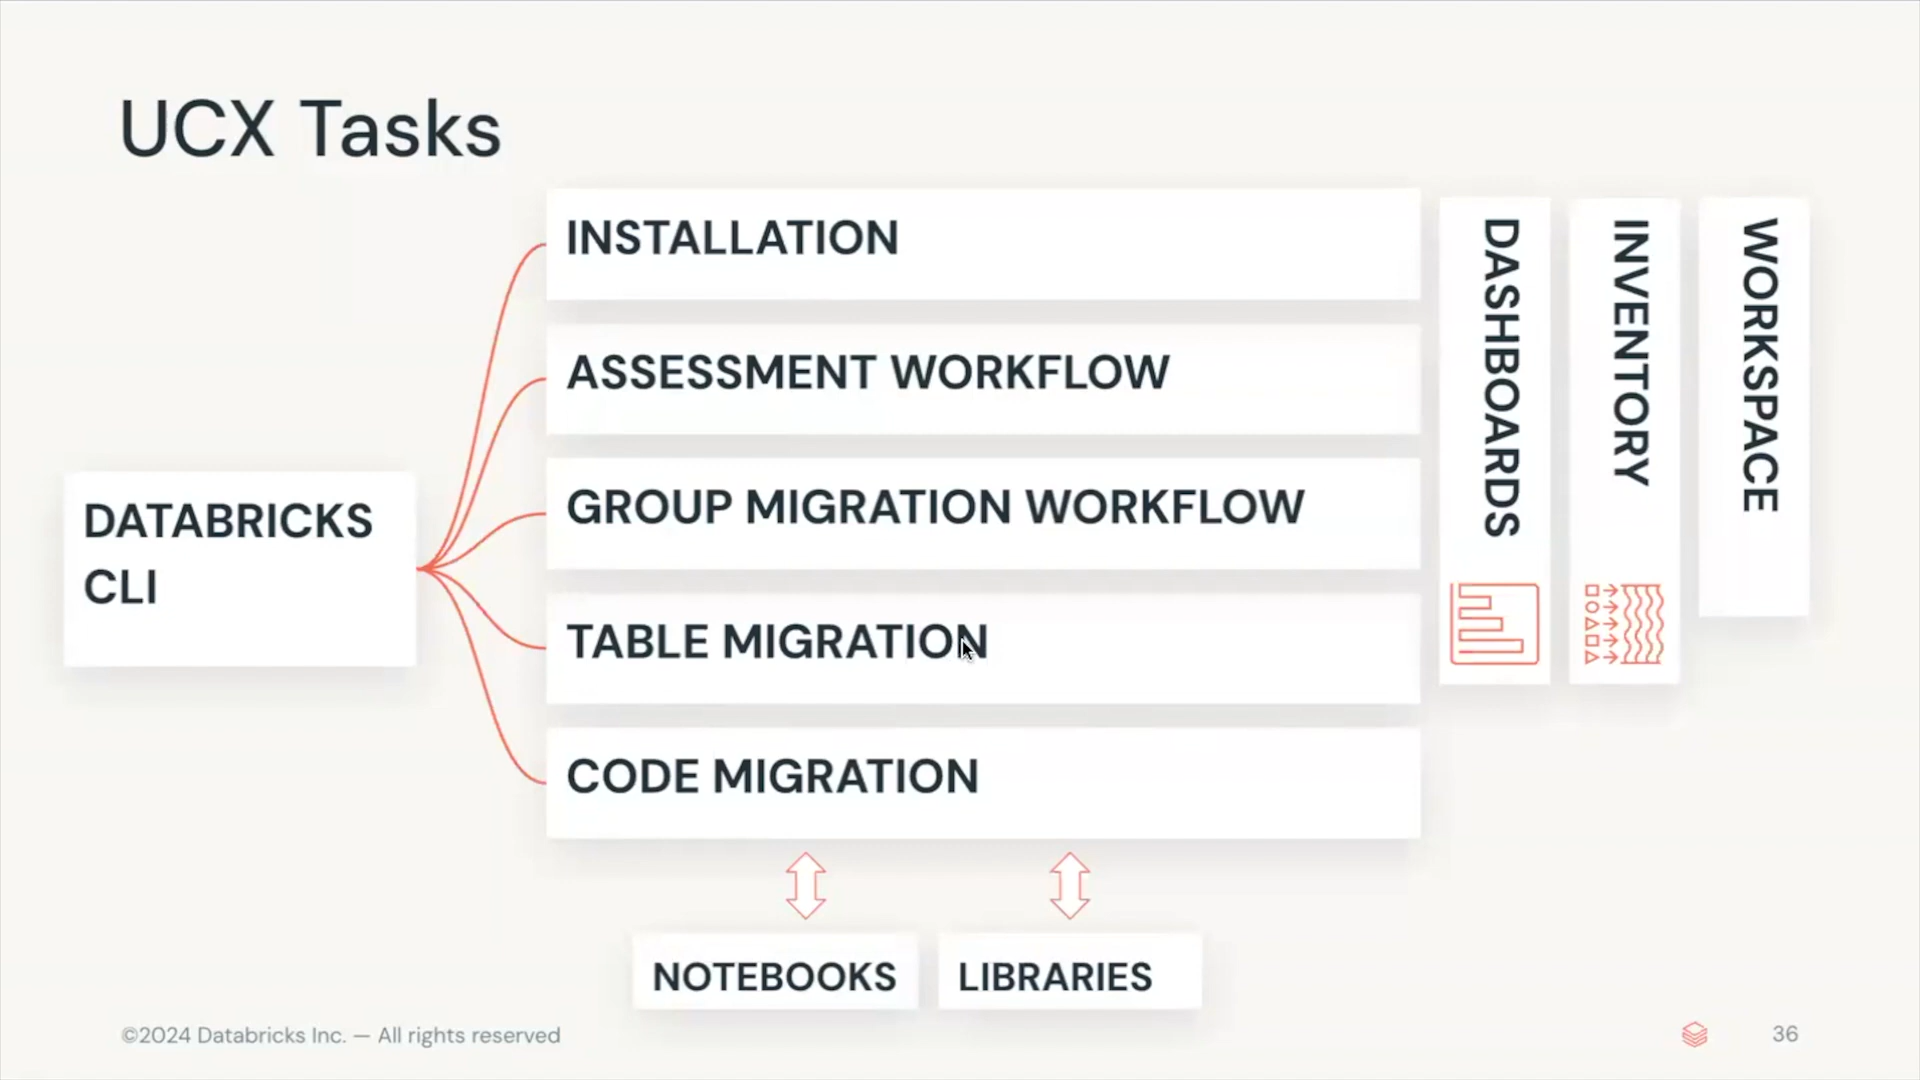 UCX Tasks
INSTALLATION
ASSESSMENT WORKFLOW
GROUP MIGRATION WORKFLOW
TABLE MIGRATION
CODE MIGRATION
DATABRICKS
CLI
DASHBOARDS
INVENTORY
WORKSPACE
NOTEBOOKS
LIBRARIES
©2024 Databricks Inc. — All rights reserved
36